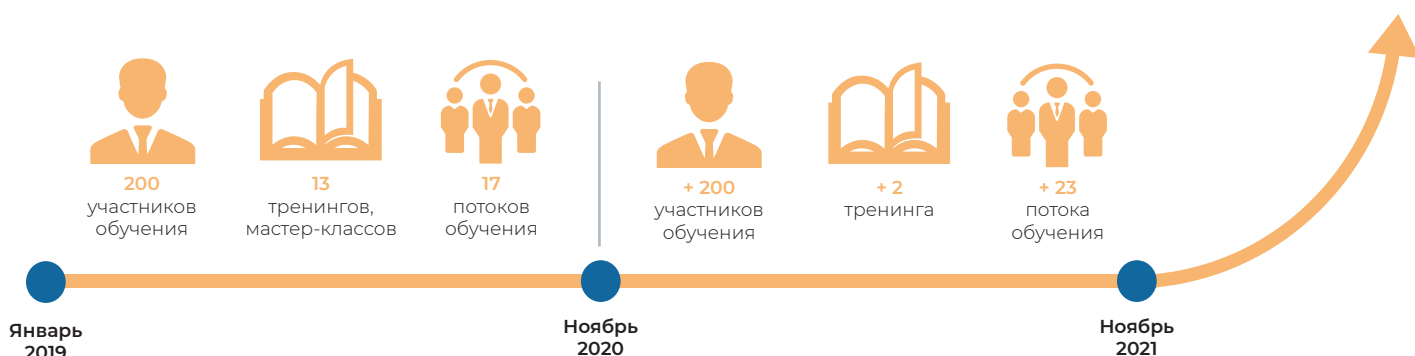 200
участников
обучения
13
тренингов,
мастер-классов
17
потоков
обучения
+ 200
участников
обучения
+ 2
тренинга
+ 23
потока
обучения
Январь
2019
Ноябрь
2020
Ноябрь
2021